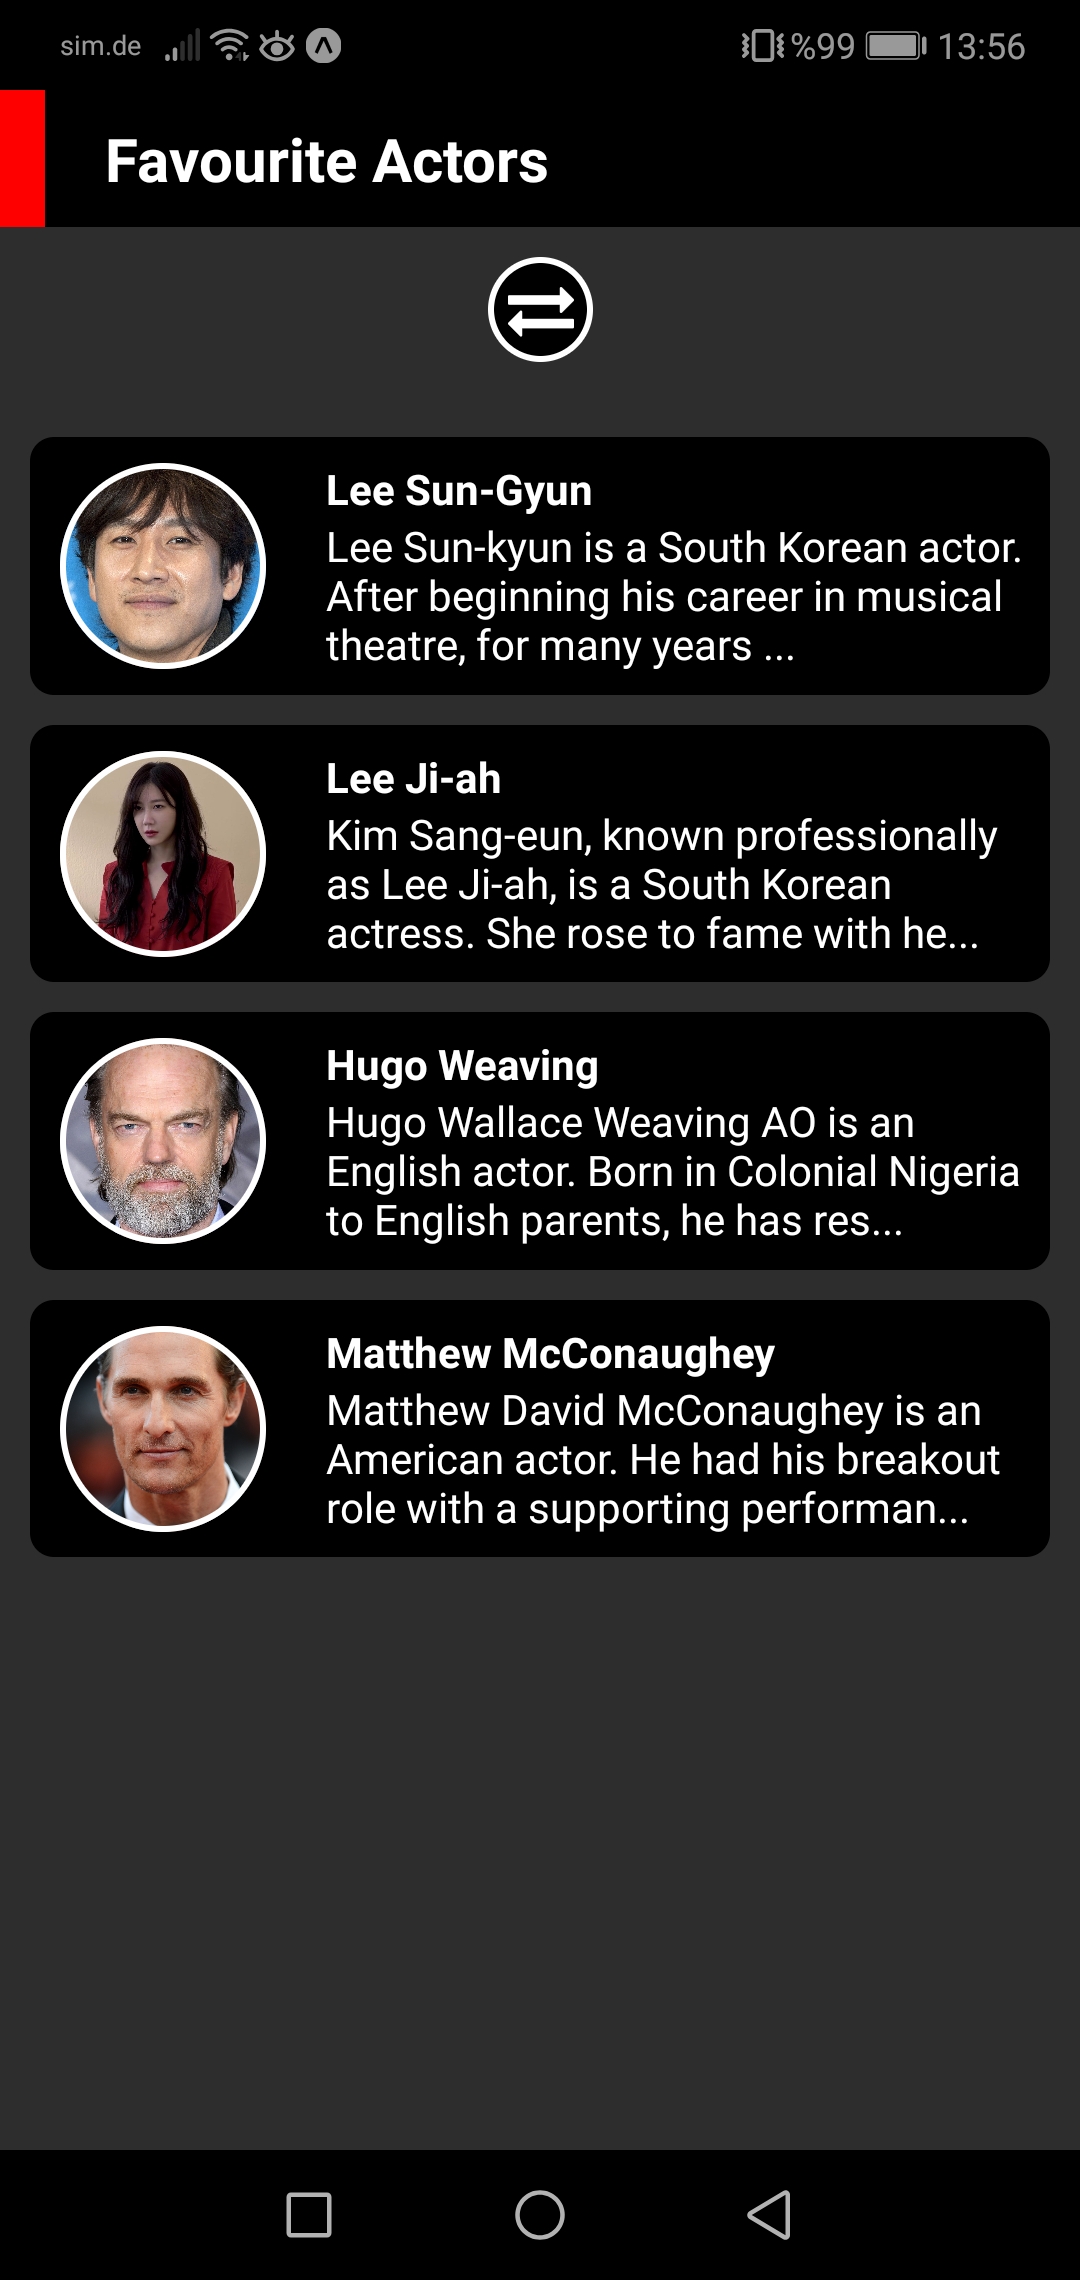 sim.de
%99
13:56
Favourite Actors
Lee Sun-Gyun
Lee Sun-kyun is a South Korean actor.
After beginning his career in musical
theatre, for many years ...
Lee Ji-ah
Kim Sang-eun, known professionally
as Lee Ji-ah, is a South Korean
actress. She rose to fame with he...
Hugo Weaving
Hugo Wallace Weaving AO is an
English actor. Born in Colonial Nigeria
to English parents, he has res...
Matthew McConaughey
Matthew David McConaughey is an
American actor. He had his breakout
role with a supporting performan...